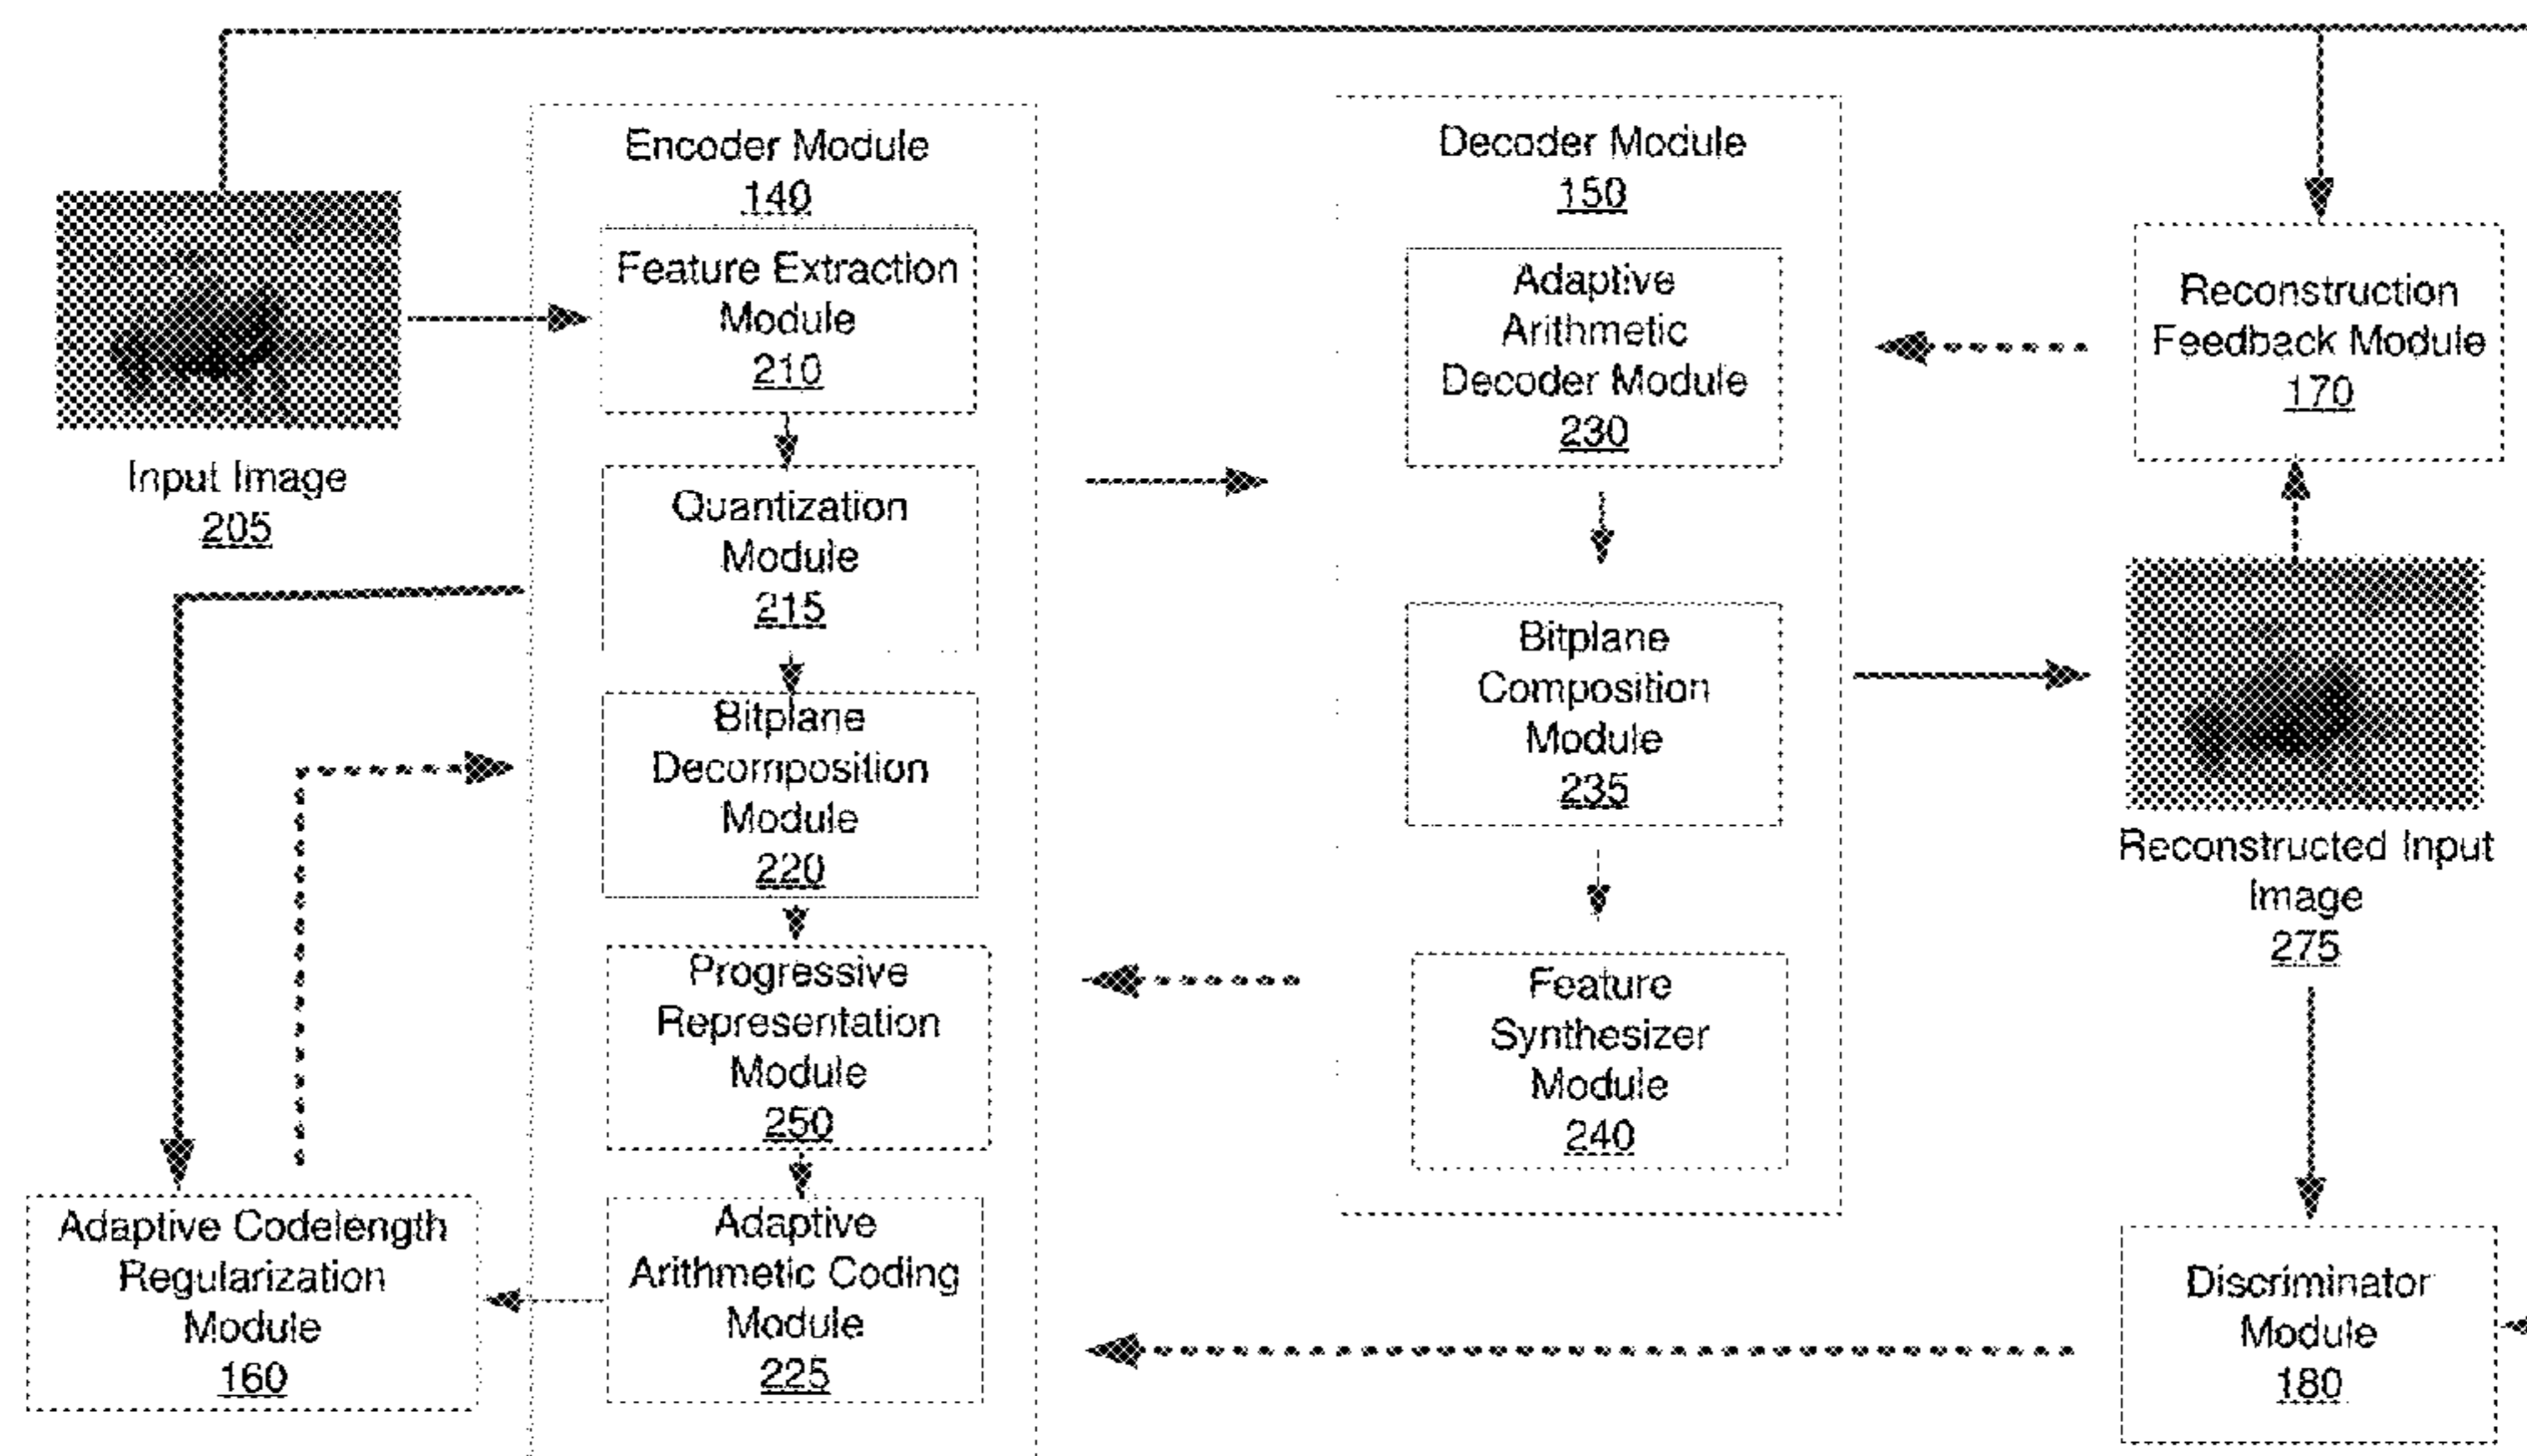 Input Image
205
Encoder Module
140
Feature Extraction
Module
210
Quantization
Module
215
Bitplane
Decomposition
Module
220
Progressive
Representation
Module
250
Adaptive
Arithmetic Coding
Module
225
Adaptive Codelength
Regularization
Module
160
Decoder Module
150
Adaptive
Arithmetic
Decoder Module
230
Bitplane
Composition
Module
235
Feature
Synthesizer
Module
240
Reconstruction
Feedback Module
170
Reconstructed Input
Image
275
Discriminator
Module
180